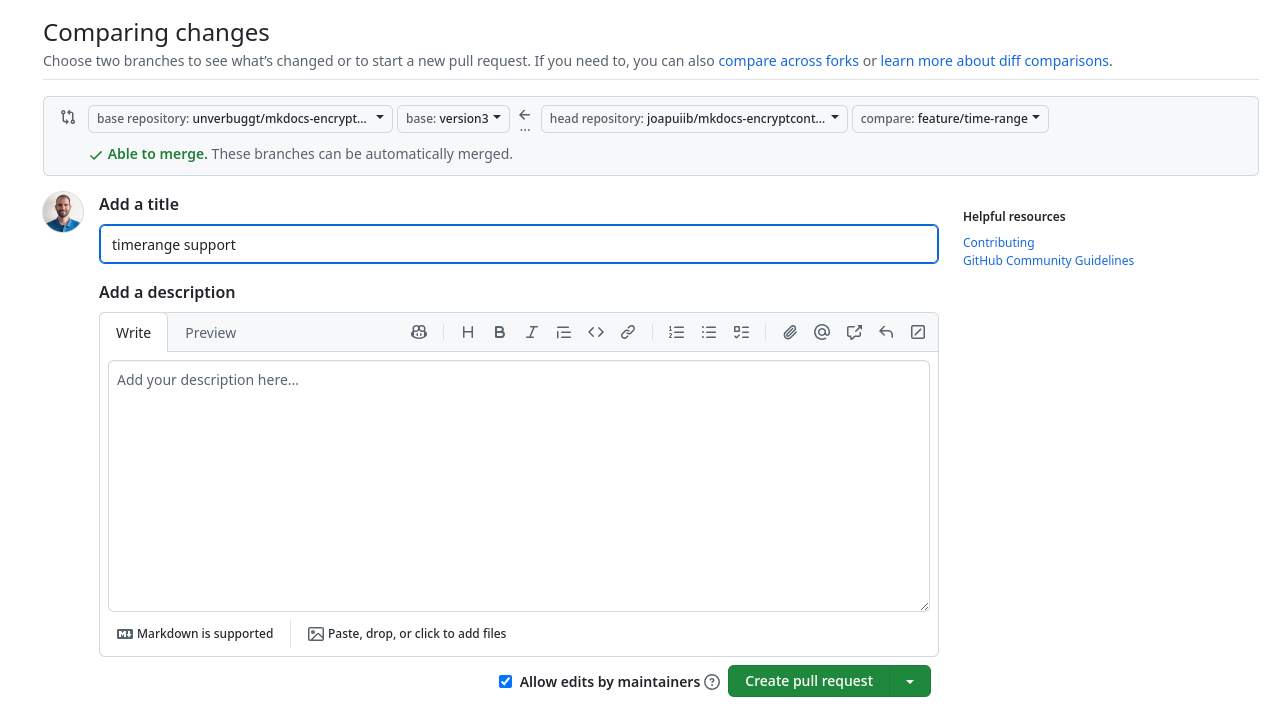 Comparing changes
Choose two branches to see what’s changed or to start a new pull request. If you need to, you can also compare across forks or learn more about diff comparisons.
base repository: unverbuggt/mkdocs-encrypt... base: version3 ... head repository: joapuiib/mkdocs-encryptcont... compare: feature/time-range
Able to merge. These branches can be automatically merged.
Add a title
timerange support
Add a description
Write Preview
Add your description here...
Markdown is supported Paste, drop, or click to add files
Allow edits by maintainers Create pull request
Helpful resources
Contributing
GitHub Community Guidelines